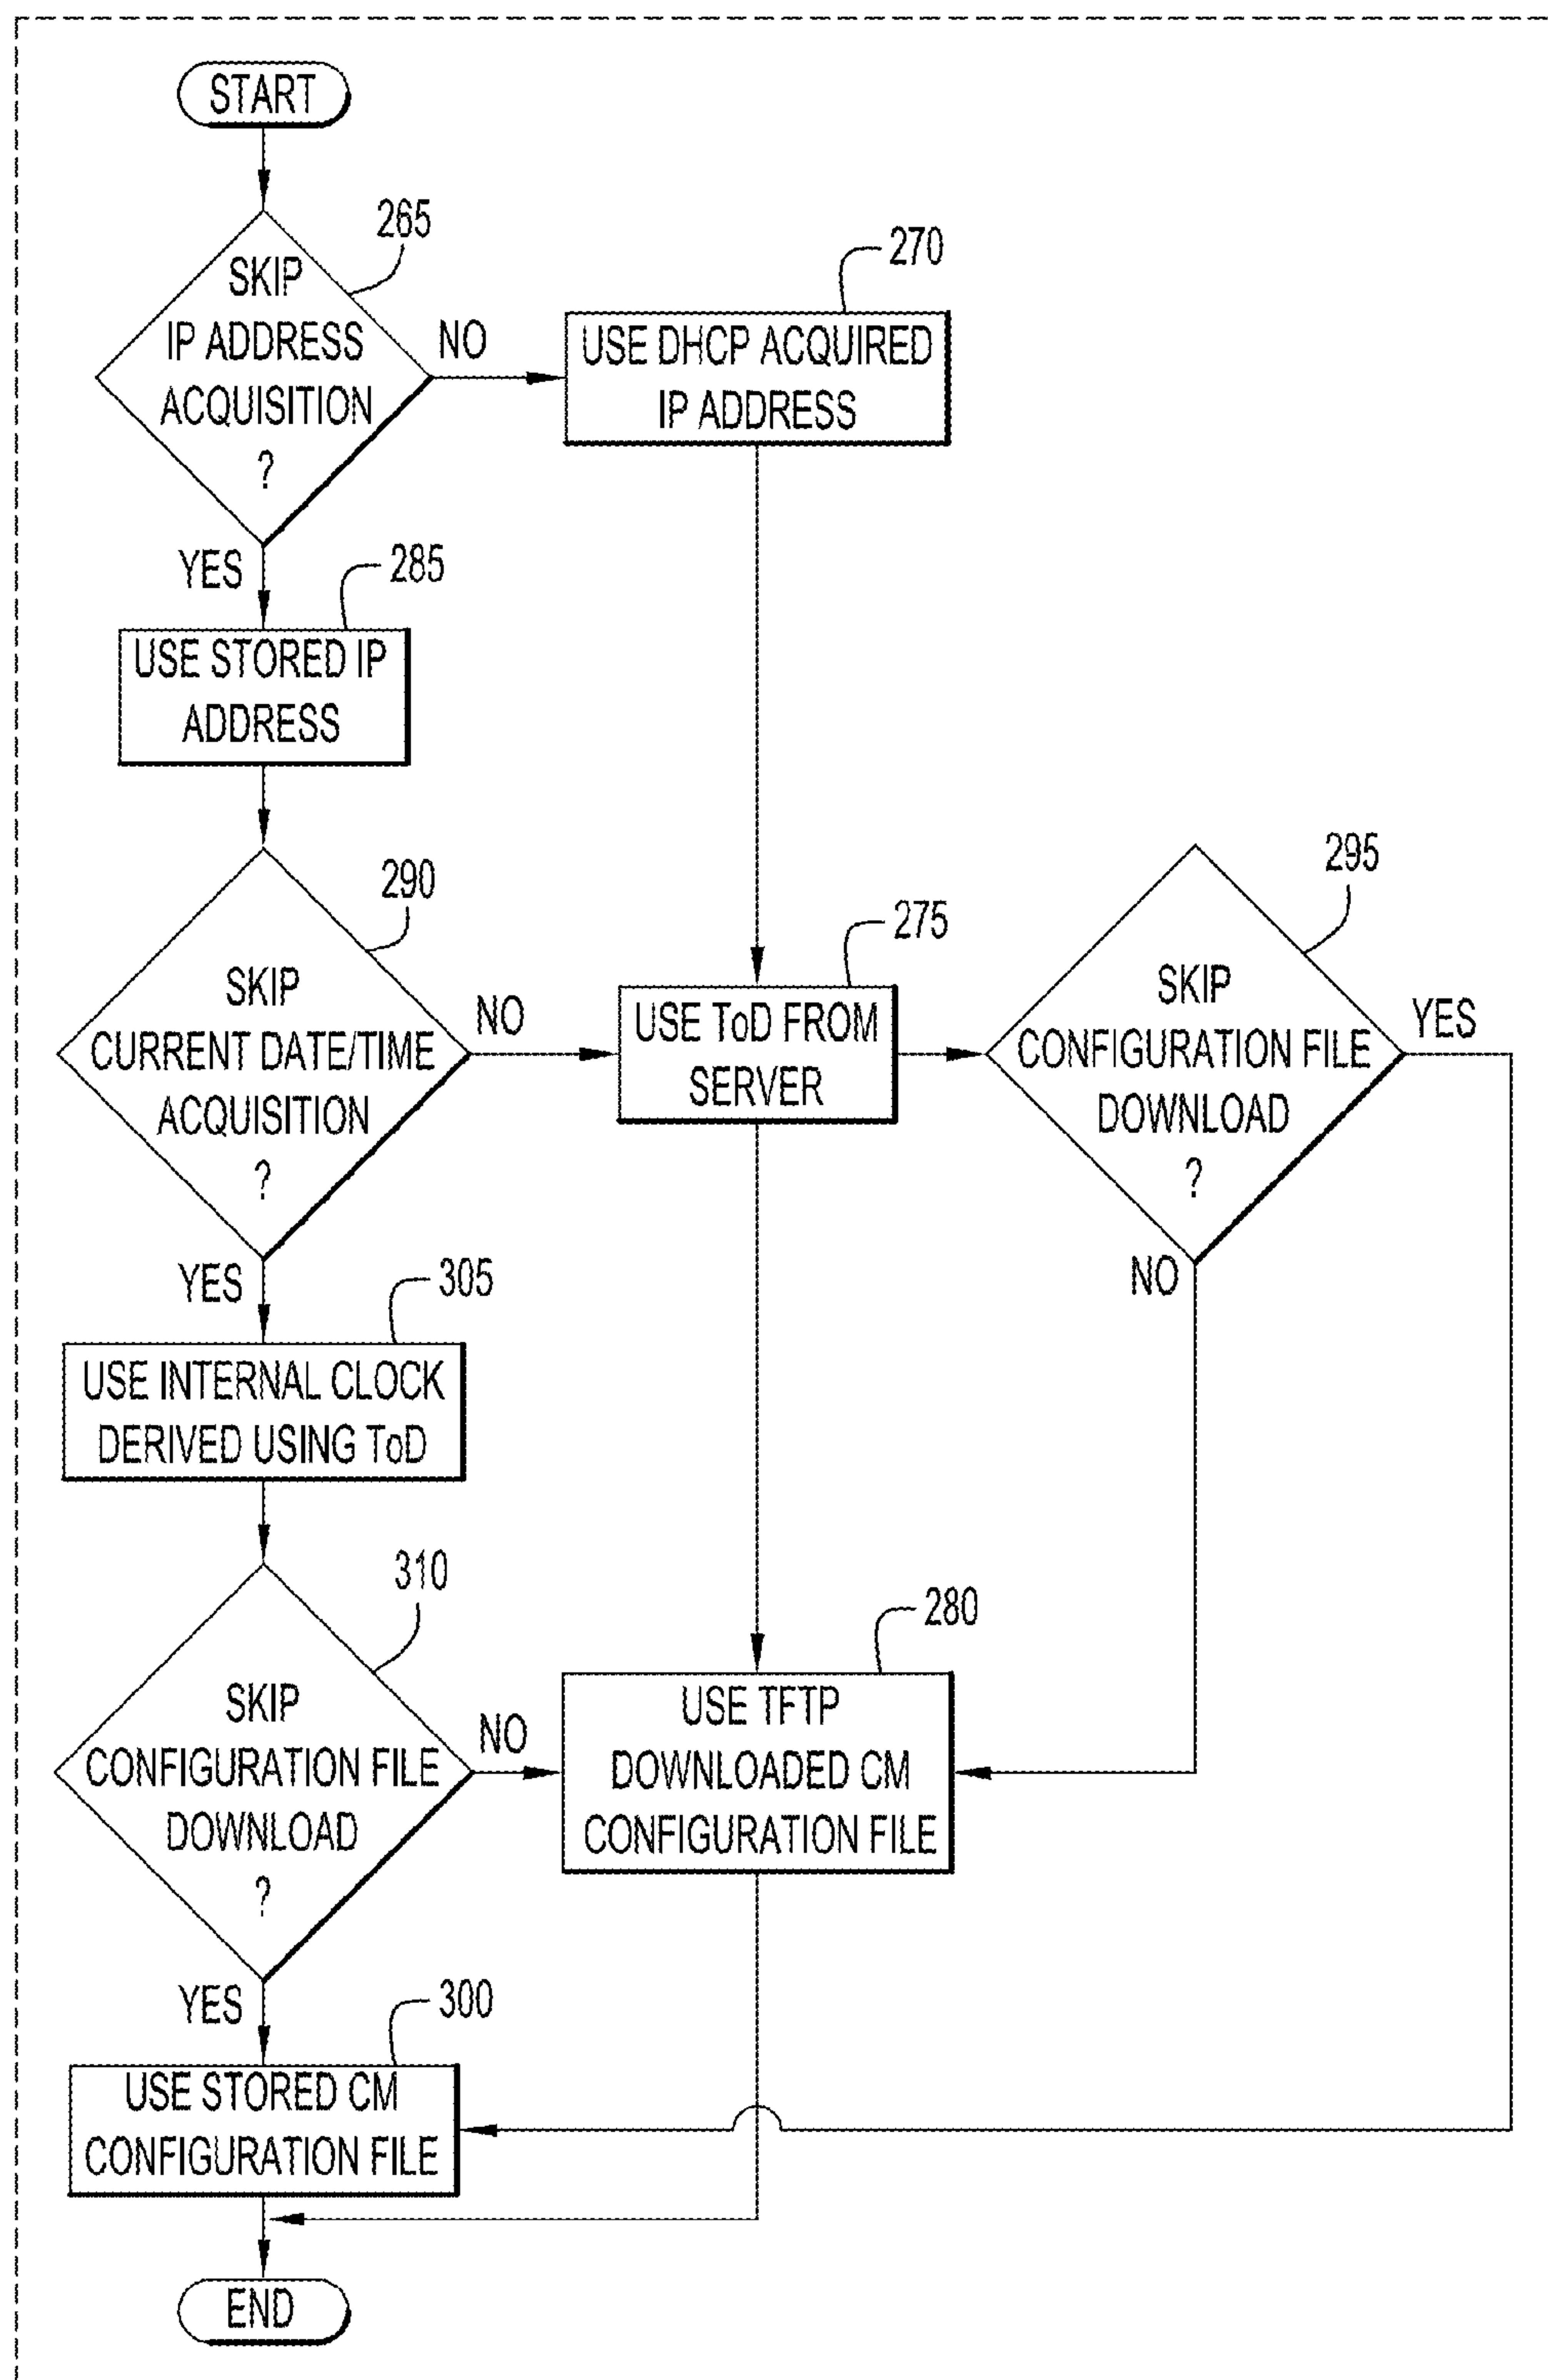 START
265
SKIP
IP ADDRESS
ACQUISITION
?
NO
270
USE DHCP ACQUIRED
IP ADDRESS
YES
285
USE STORED IP
ADDRESS
290
SKIP
CURRENT DATE/TIME
ACQUISITION
?
NO
275
USE ToD FROM
SERVER
295
SKIP
CONFIGURATION FILE
DOWNLOAD
?
YES
NO
YES
305
USE INTERNAL CLOCK
DERIVED USING ToD
310
SKIP
CONFIGURATION FILE
DOWNLOAD
?
NO
280
USE TFTP
DOWNLOADED CM
CONFIGURATION FILE
YES
300
USE STORED CM
CONFIGURATION FILE
END